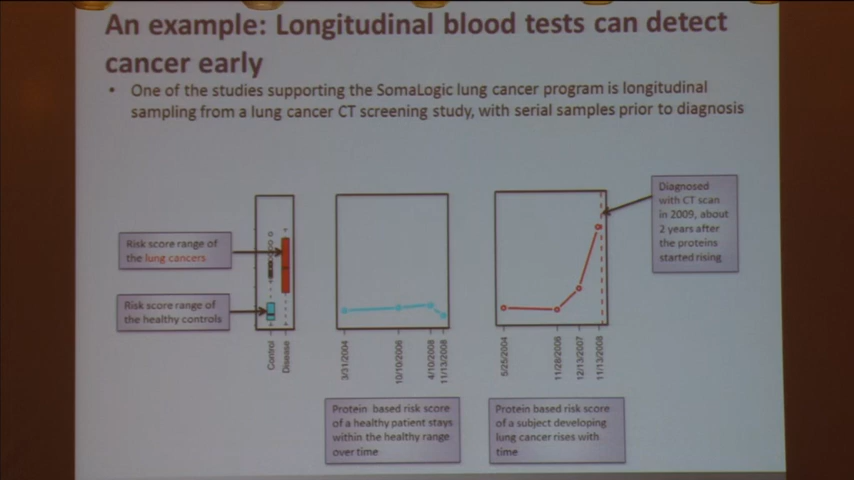 An example: Longitudinal blood tests can detect
cancer early
• One of the studies supporting the SomaLogic lung cancer program is longitudinal
sampling from a lung cancer CT screening study, with serial samples prior to diagnosis
Risk score range of
the lung cancers
Risk score range of
the healthy controls
Control
Disease
3/31/2004
10/10/2006
4/10/2008
11/13/2008
5/25/2004
11/28/2006
12/13/2007
11/13/2008
Diagnosed
with CT scan
in 2009, about
2 years after
the proteins
started rising
Protein based risk score
of a healthy patient stays
within the healthy range
over time
Protein based risk score
of a subject developing
lung cancer rises with
time